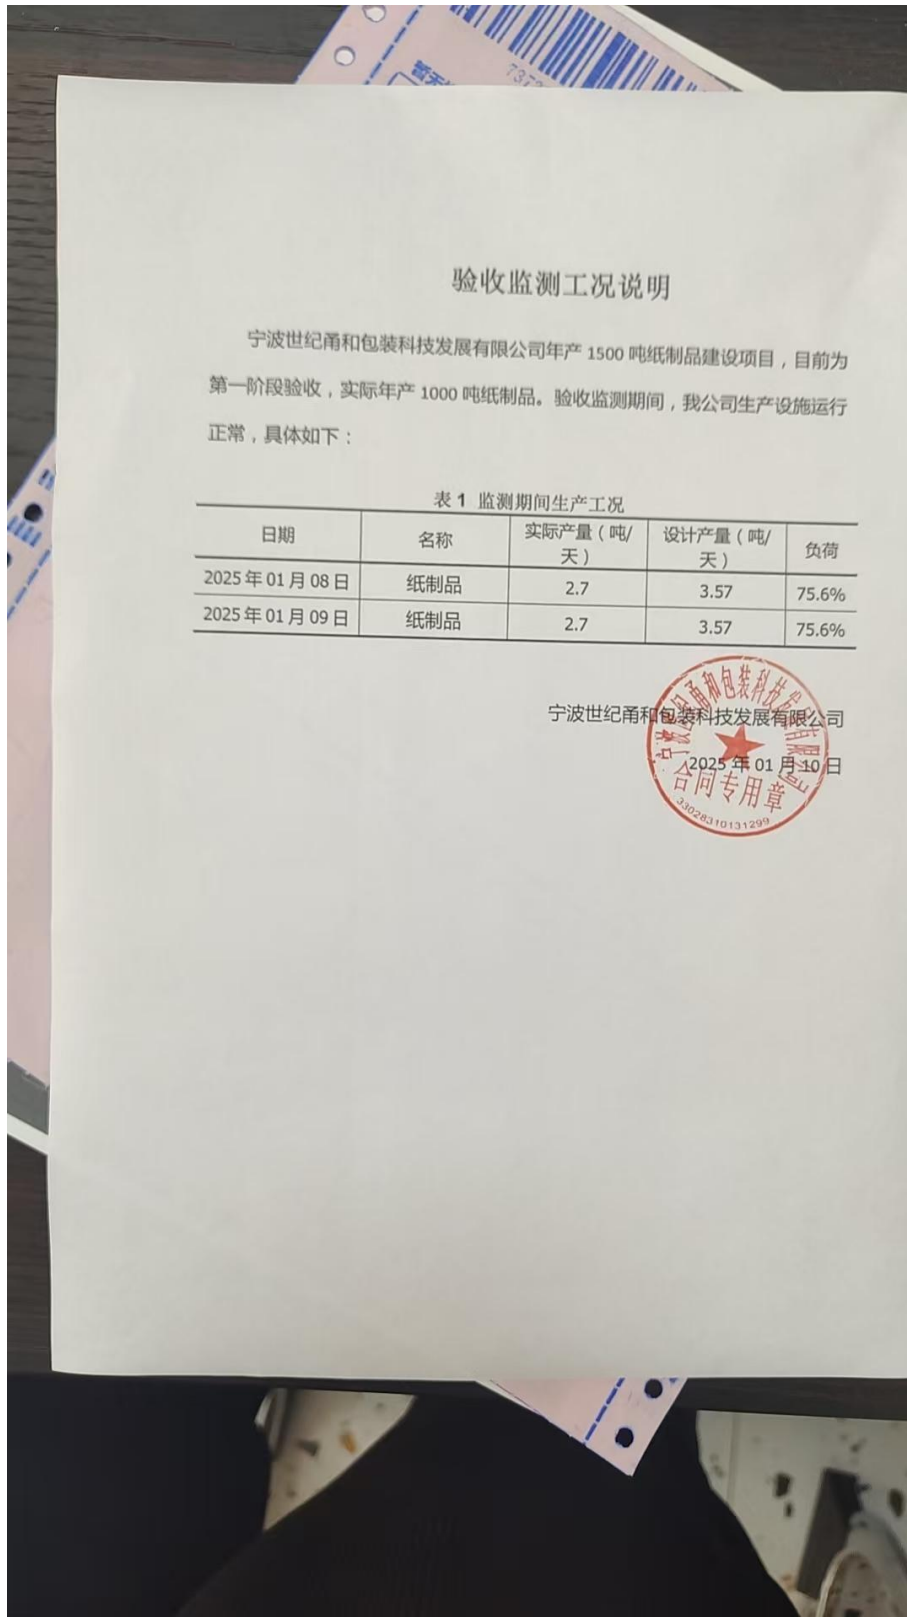 验收监测工况说明
宁波世纪甬和包装科技发展有限公司年产 1500 吨纸制品建设项目，目前为
第一阶段验收，实际年产 1000 吨纸制品。验收监测期间，我公司生产设施运行
正常，具体如下：
表 1 监测期间生产工况
日期 名称 实际产量（吨/天） 设计产量（吨/天） 负荷
2025 年 01 月 08 日 纸制品 2.7 3.57 75.6%
2025 年 01 月 09 日 纸制品 2.7 3.57 75.6%
宁波世纪甬和包装科技发展有限公司
2025 年 01 月 10 日
合同专用章
33028310131299